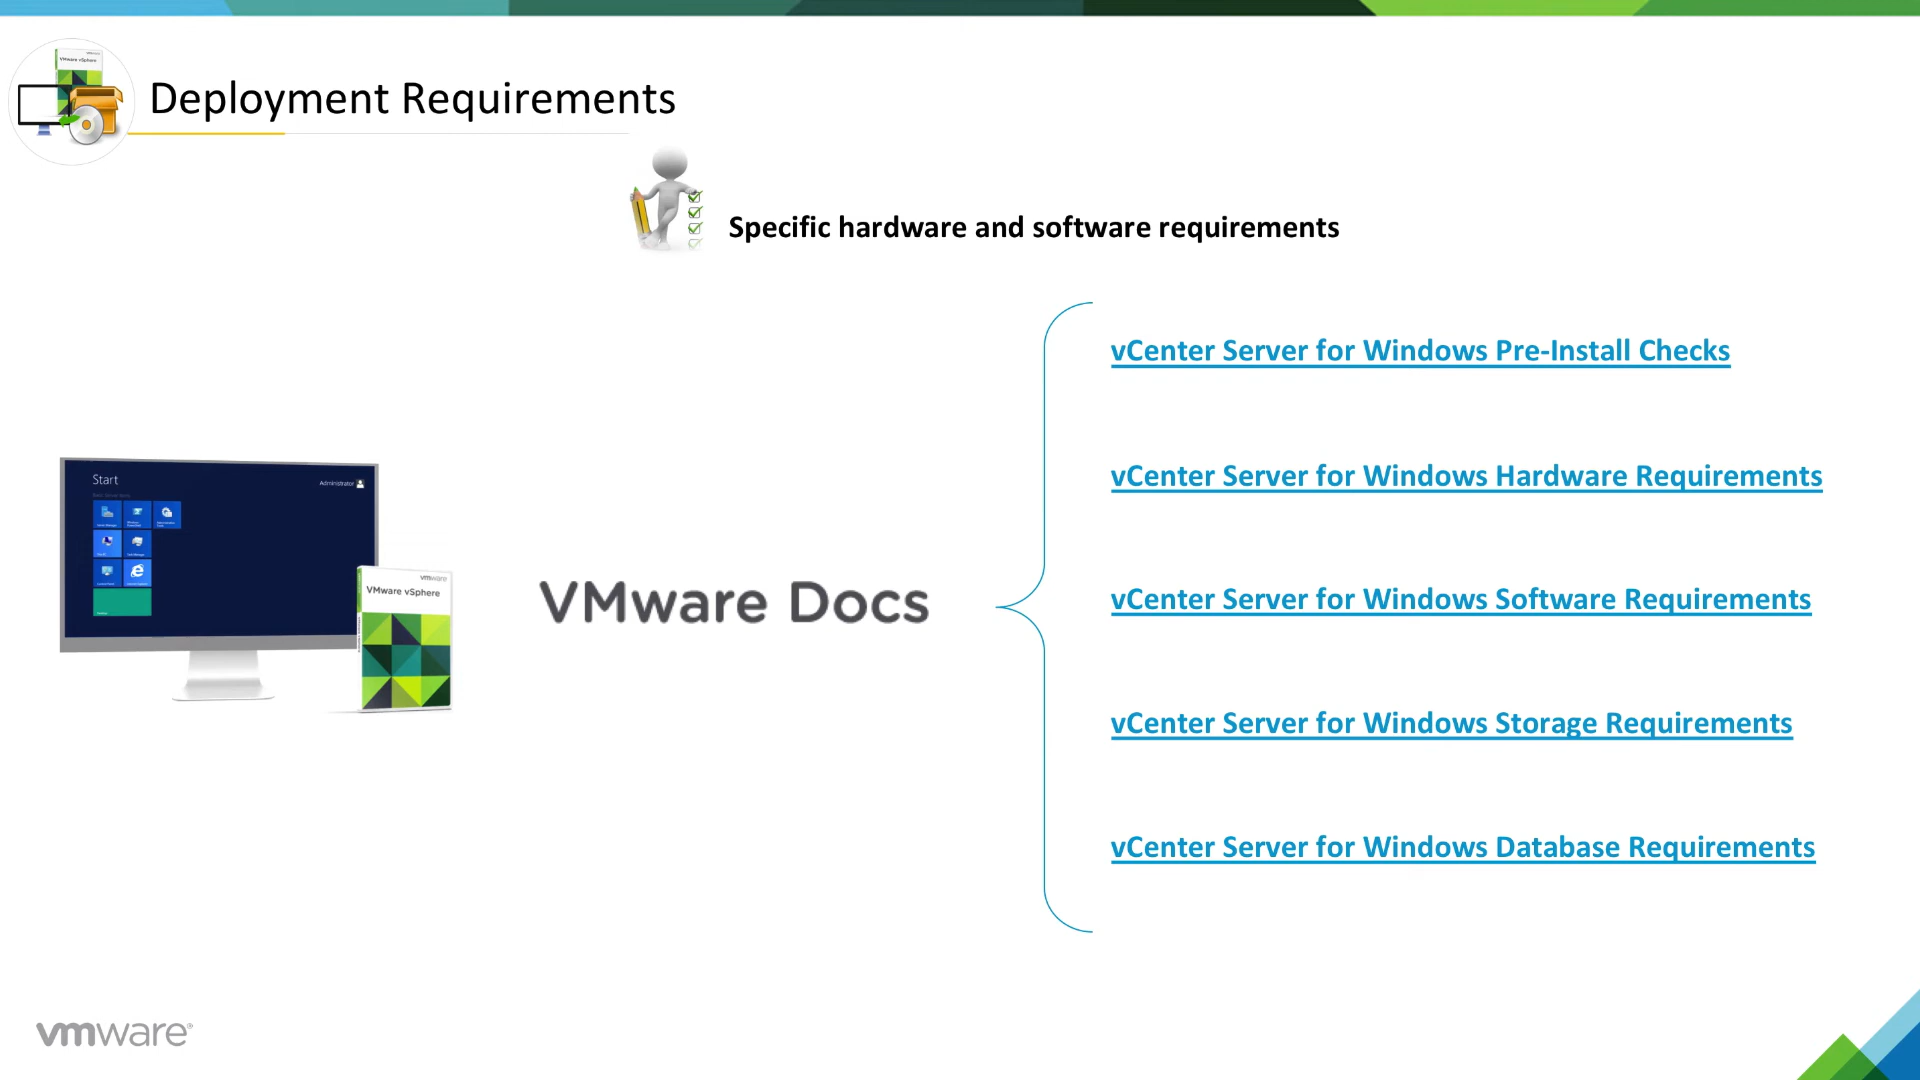 Deployment Requirements
VMware vSphere
Specific hardware and software requirements
vCenter Server for Windows Pre-Install Checks
vCenter Server for Windows Hardware Requirements
Start
Administrator
vmware
VMware vSphere
VMware Docs
vCenter Server for Windows Software Requirements
vCenter Server for Windows Storage Requirements
vCenter Server for Windows Database Requirements
vmware®